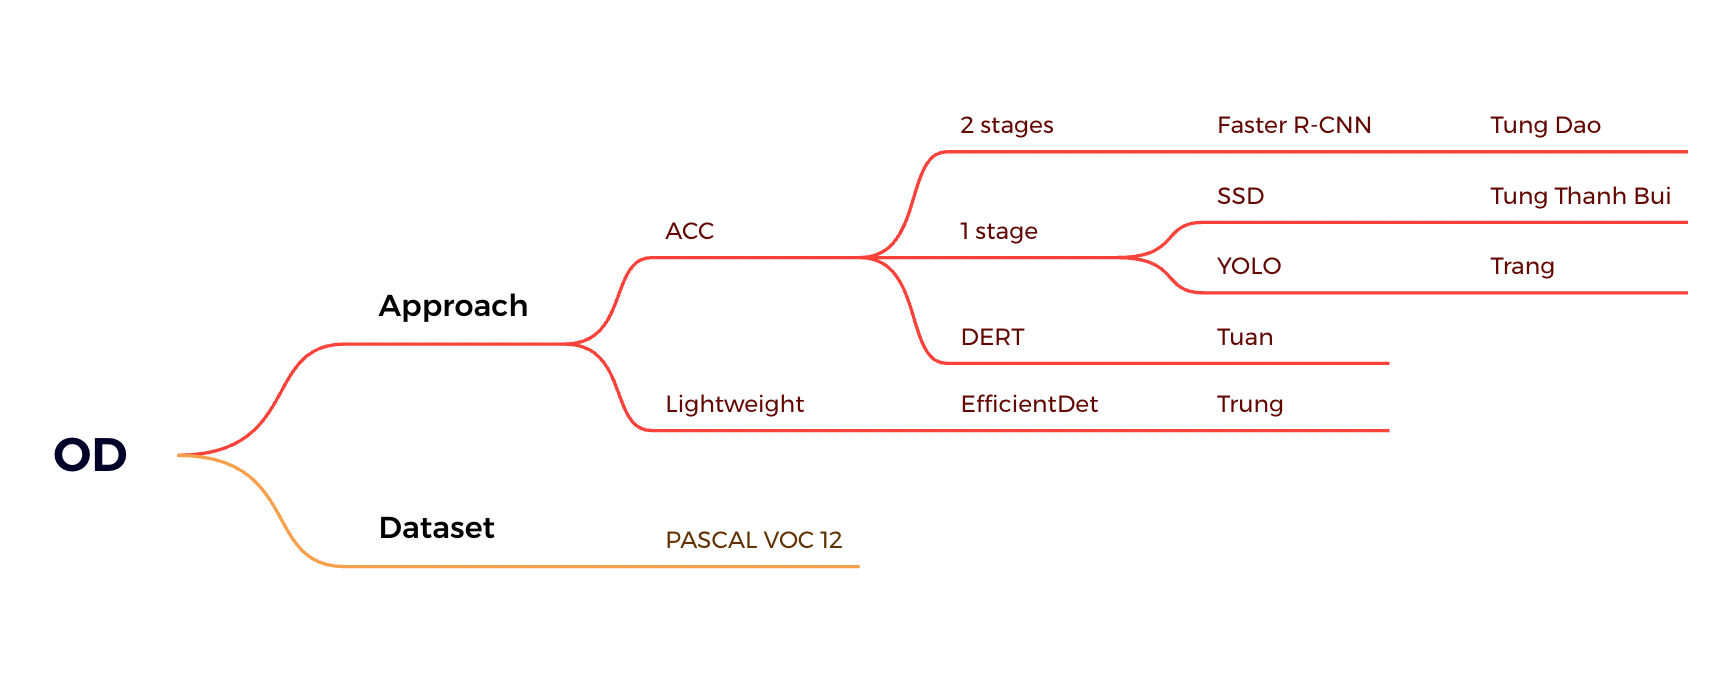 2 stages Faster R-CNN Tung Dao
SSD Tung Thanh Bui
ACC 1 stage
YOLO Trang
Approach
DERT Tuan
Lightweight EfficientDet Trung
OD
Dataset
PASCAL VOC 12